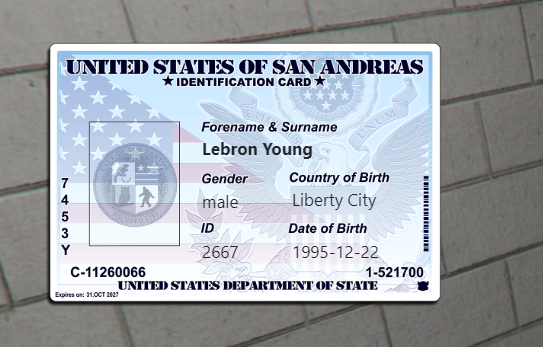 UNITED STATES OF SAN ANDREAS
★ IDENTIFICATION CARD ★
Forename & Surname
Lebron Young
Gender
Country of Birth
male
Liberty City
ID
Date of Birth
2667
1995-12-22
7
4
5
3
Y
C-11260066
1-521700
UNITED STATES DEPARTMENT OF STATE
Expires on: 31.OCT 2027